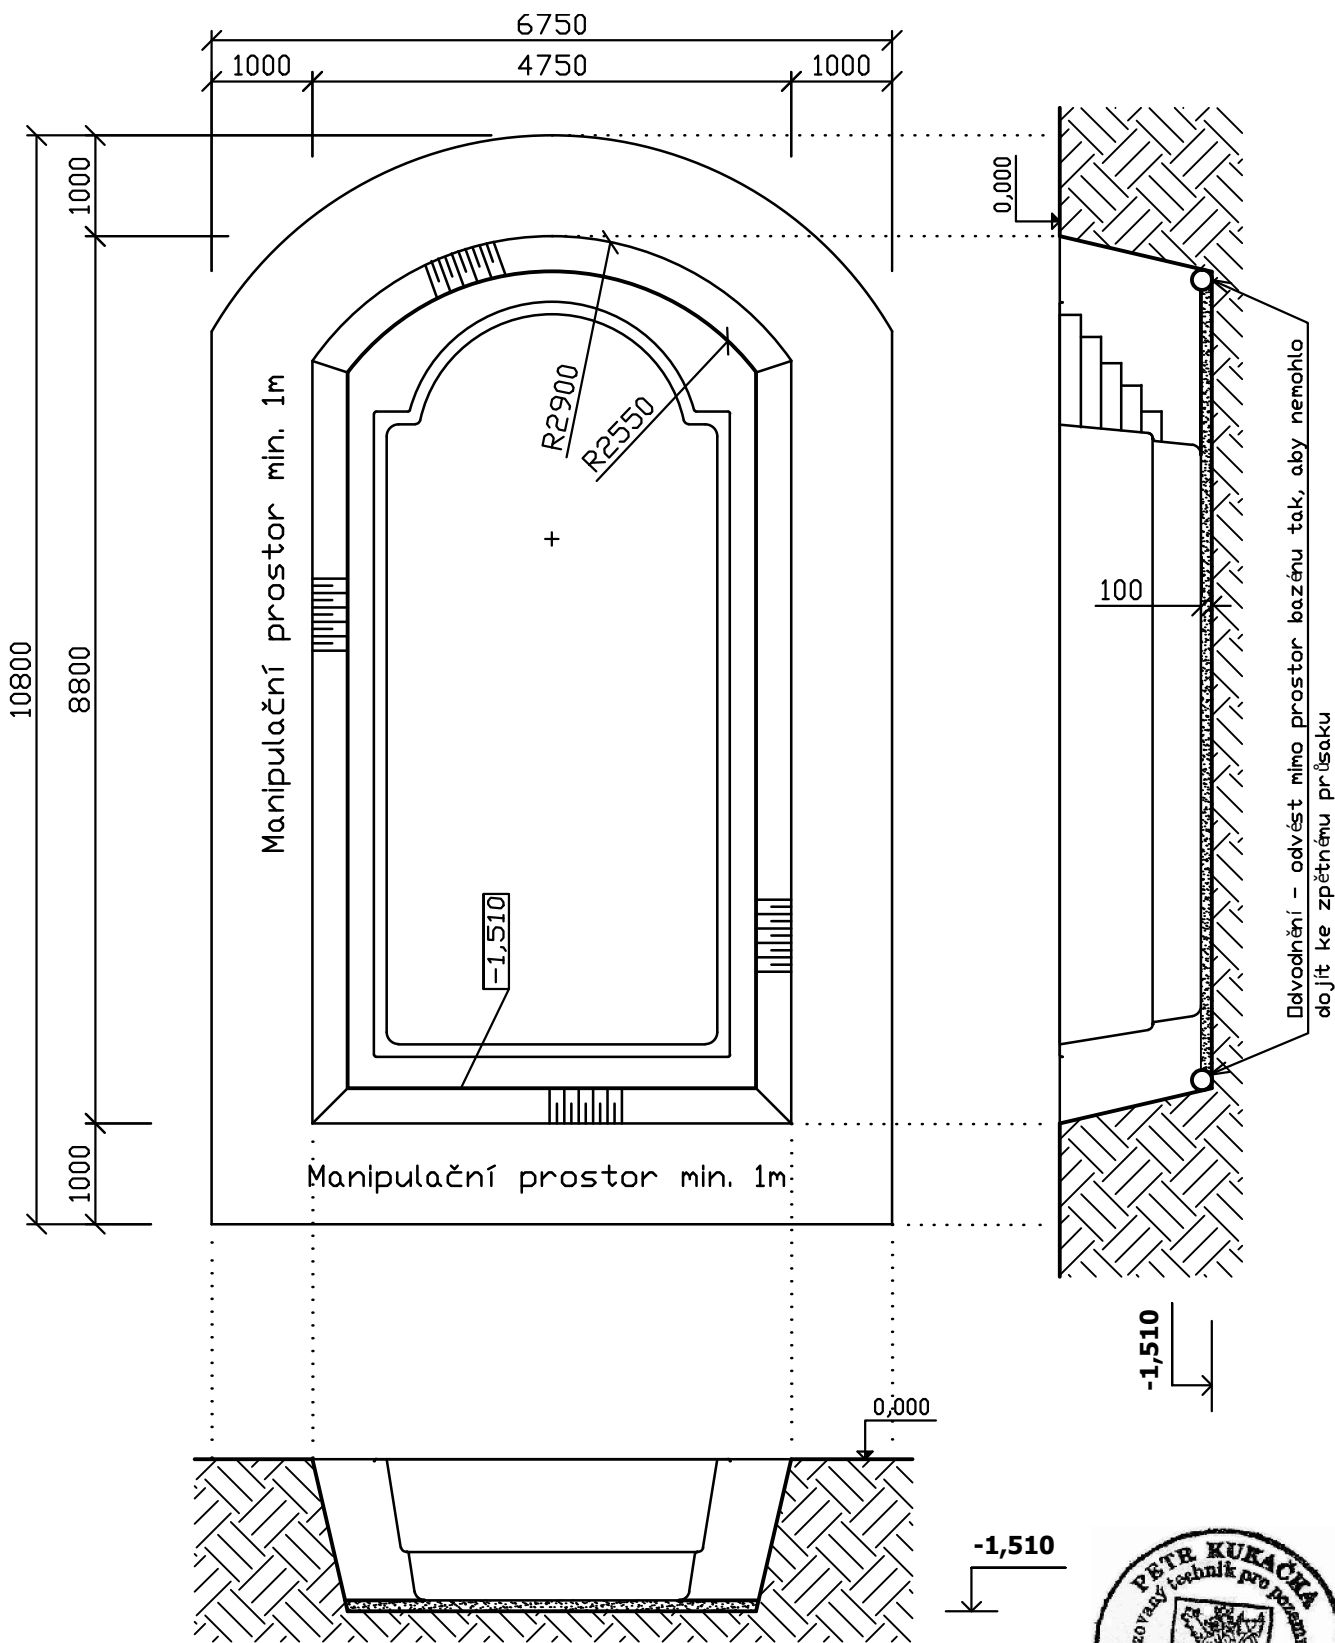 6750
1000
4750
1000
10800
1000
8800
1000
Manipulační prostor min. 1m
R2900
R2550
-1,510
Manipulační prostor min. 1m
0,000
100
Odvodnění - odvést mimo prostor bazénu tak, aby nemohlo
dojít ke zpětnému průsaku
-1,510
0,000
-1,510
PETR KUKAČKA
technik pro